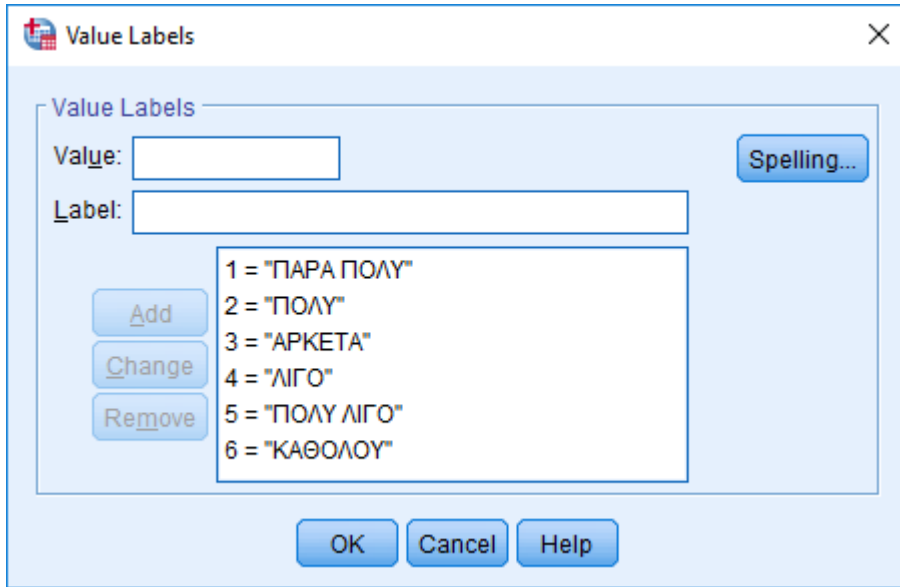 Value Labels
Value Labels
Value:
Spelling...
Label:
1 = "ΠΑΡΑ ΠΟΛΥ"
2 = "ΠΟΛΥ"
3 = "ΑΡΚΕΤΑ"
4 = "ΛΙΓΟ"
5 = "ΠΟΛΥ ΛΙΓΟ"
6 = "ΚΑΘΟΛΟΥ"
Add
Change
Remove
OK Cancel Help